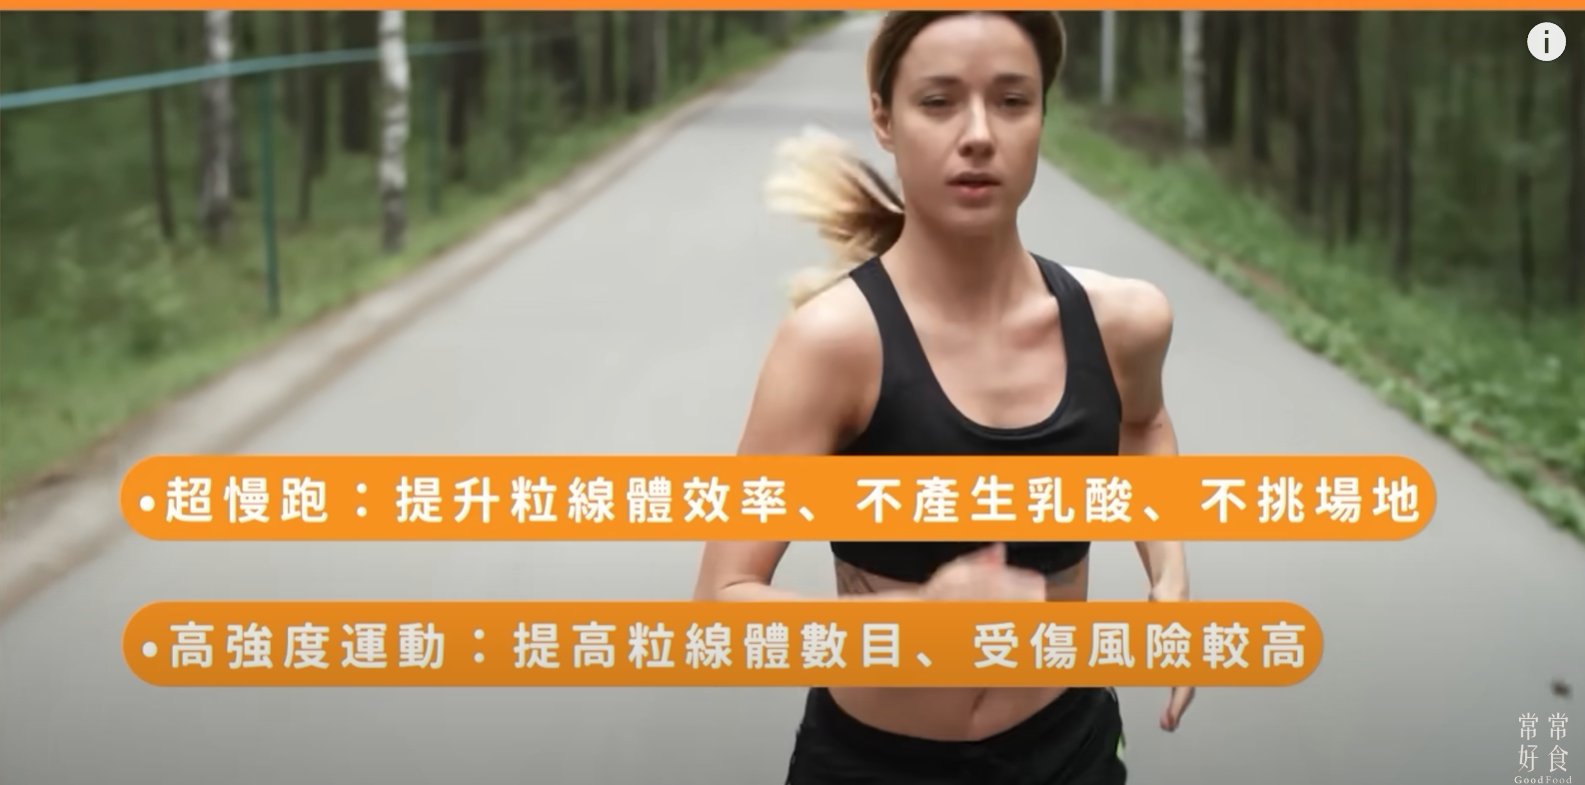 •超慢跑：提升粒線體效率、不產生乳酸、不挑場地
•高強度運動：提高粒線體數目、受傷風險較高
常常
好食
GoodFood